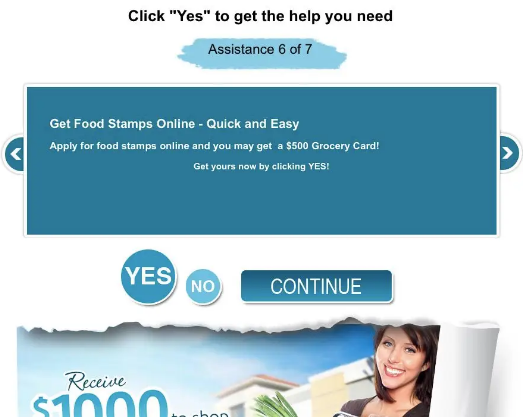 Click "Yes" to get the help you need
Assistance 6 of 7
Get Food Stamps Online - Quick and Easy
Apply for food stamps online and you may get a $500 Grocery Card!
Get yours now by clicking YES!
YES NO CONTINUE
Receive
$1000 to shop